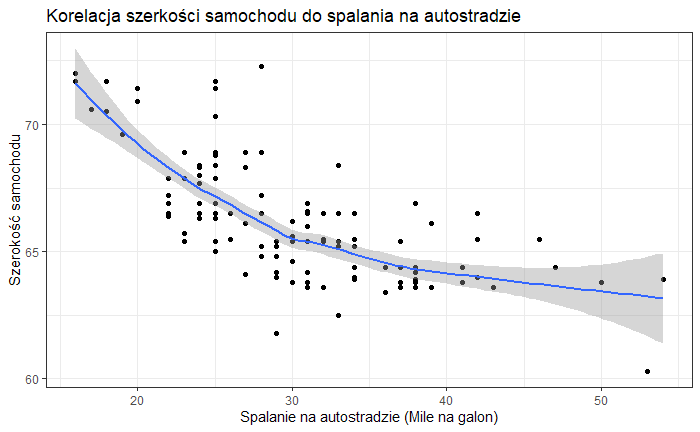 Korelacja szerkości samochodu do spalania na autostradzie
Szerokość samochodu
70
65
60
20
30
40
50
Spalanie na autostradzie (Mile na galon)